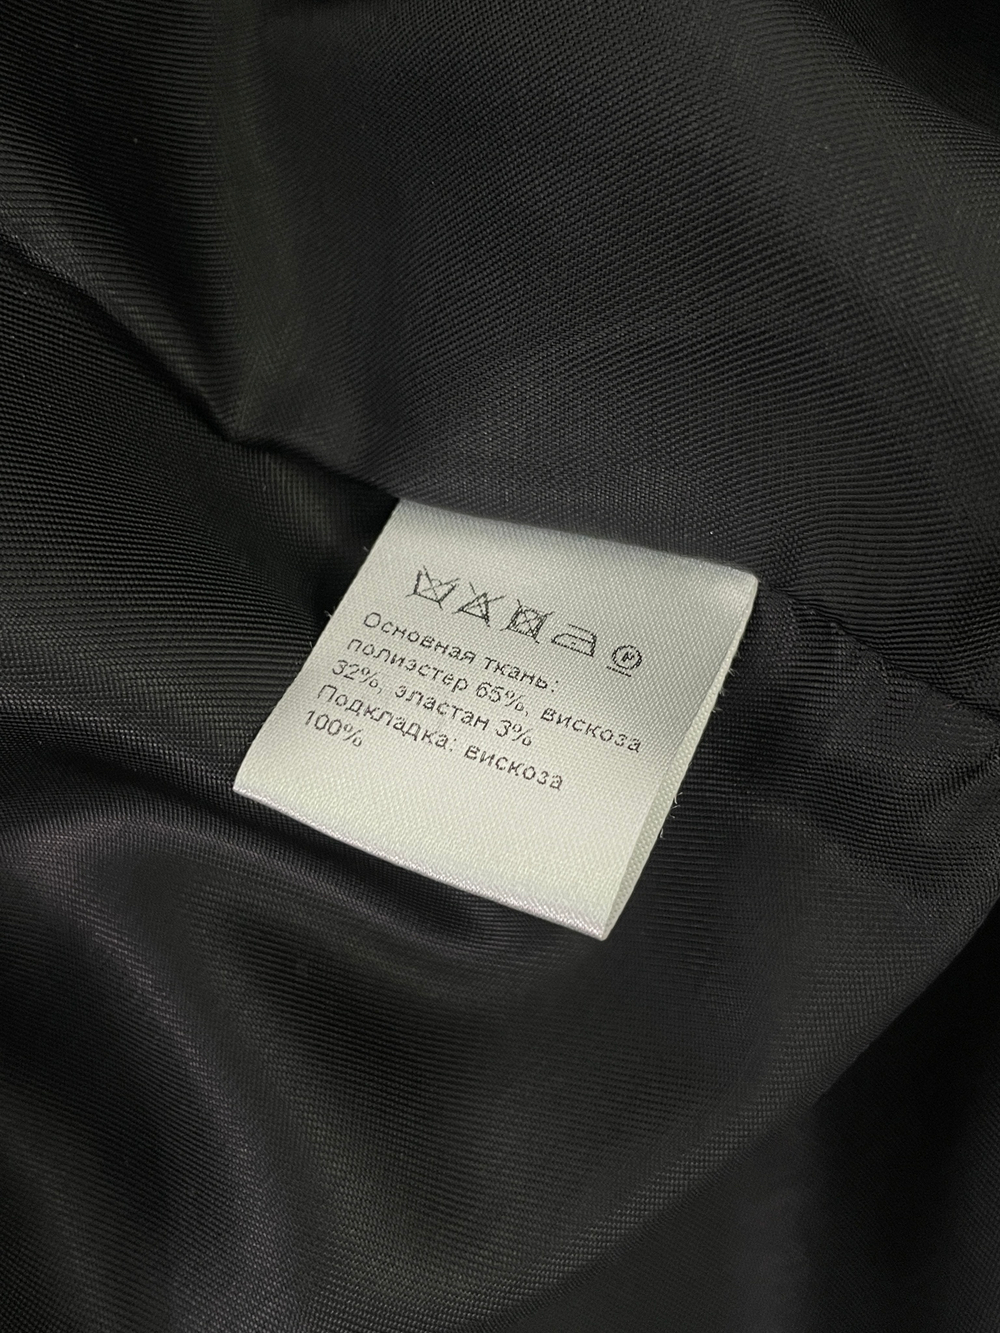 P
Основная ткань:
полиэстер 65%, вискоза
32%, эластан 3%
Подкладка: вискоза
100%